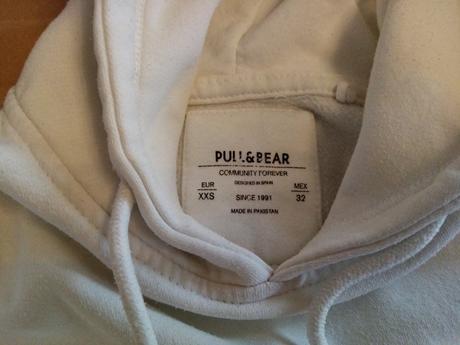 PULL&BEAR
COMMUNITY FOREVER
DESIGNED IN SPAIN
EUR MEX
XXS SINCE 1991 32
MADE IN PAKISTAN